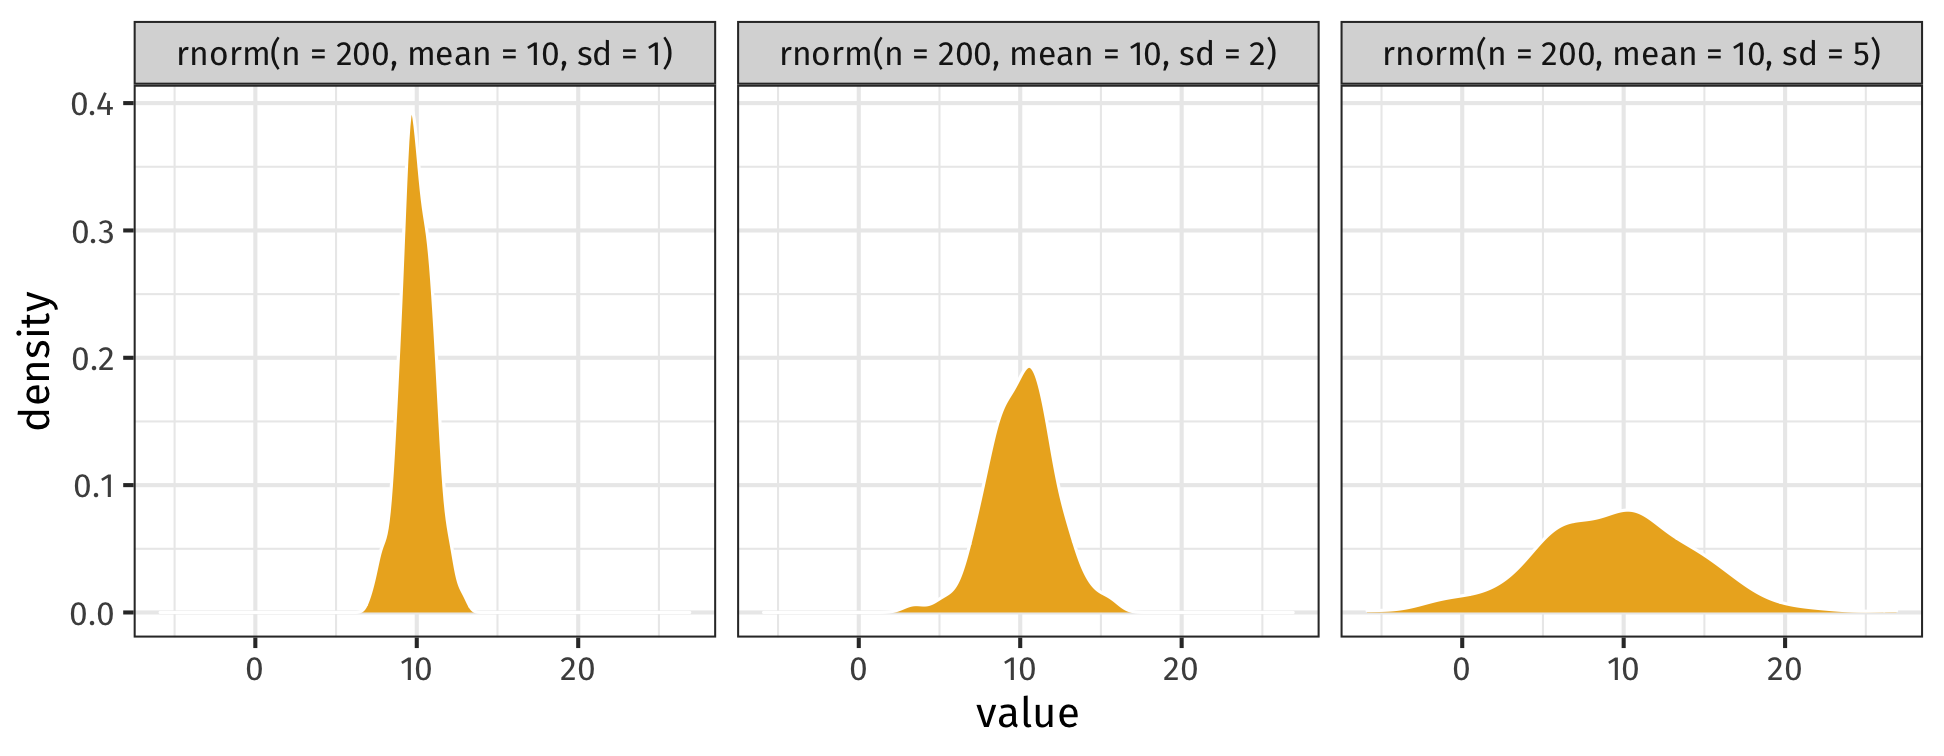 rnorm(n = 200, mean = 10, sd = 1)
rnorm(n = 200, mean = 10, sd = 2)
rnorm(n = 200, mean = 10, sd = 5)
0.4
0.3
0.2
0.1
0.0
density
0 10 20
0 10 20
0 10 20
value